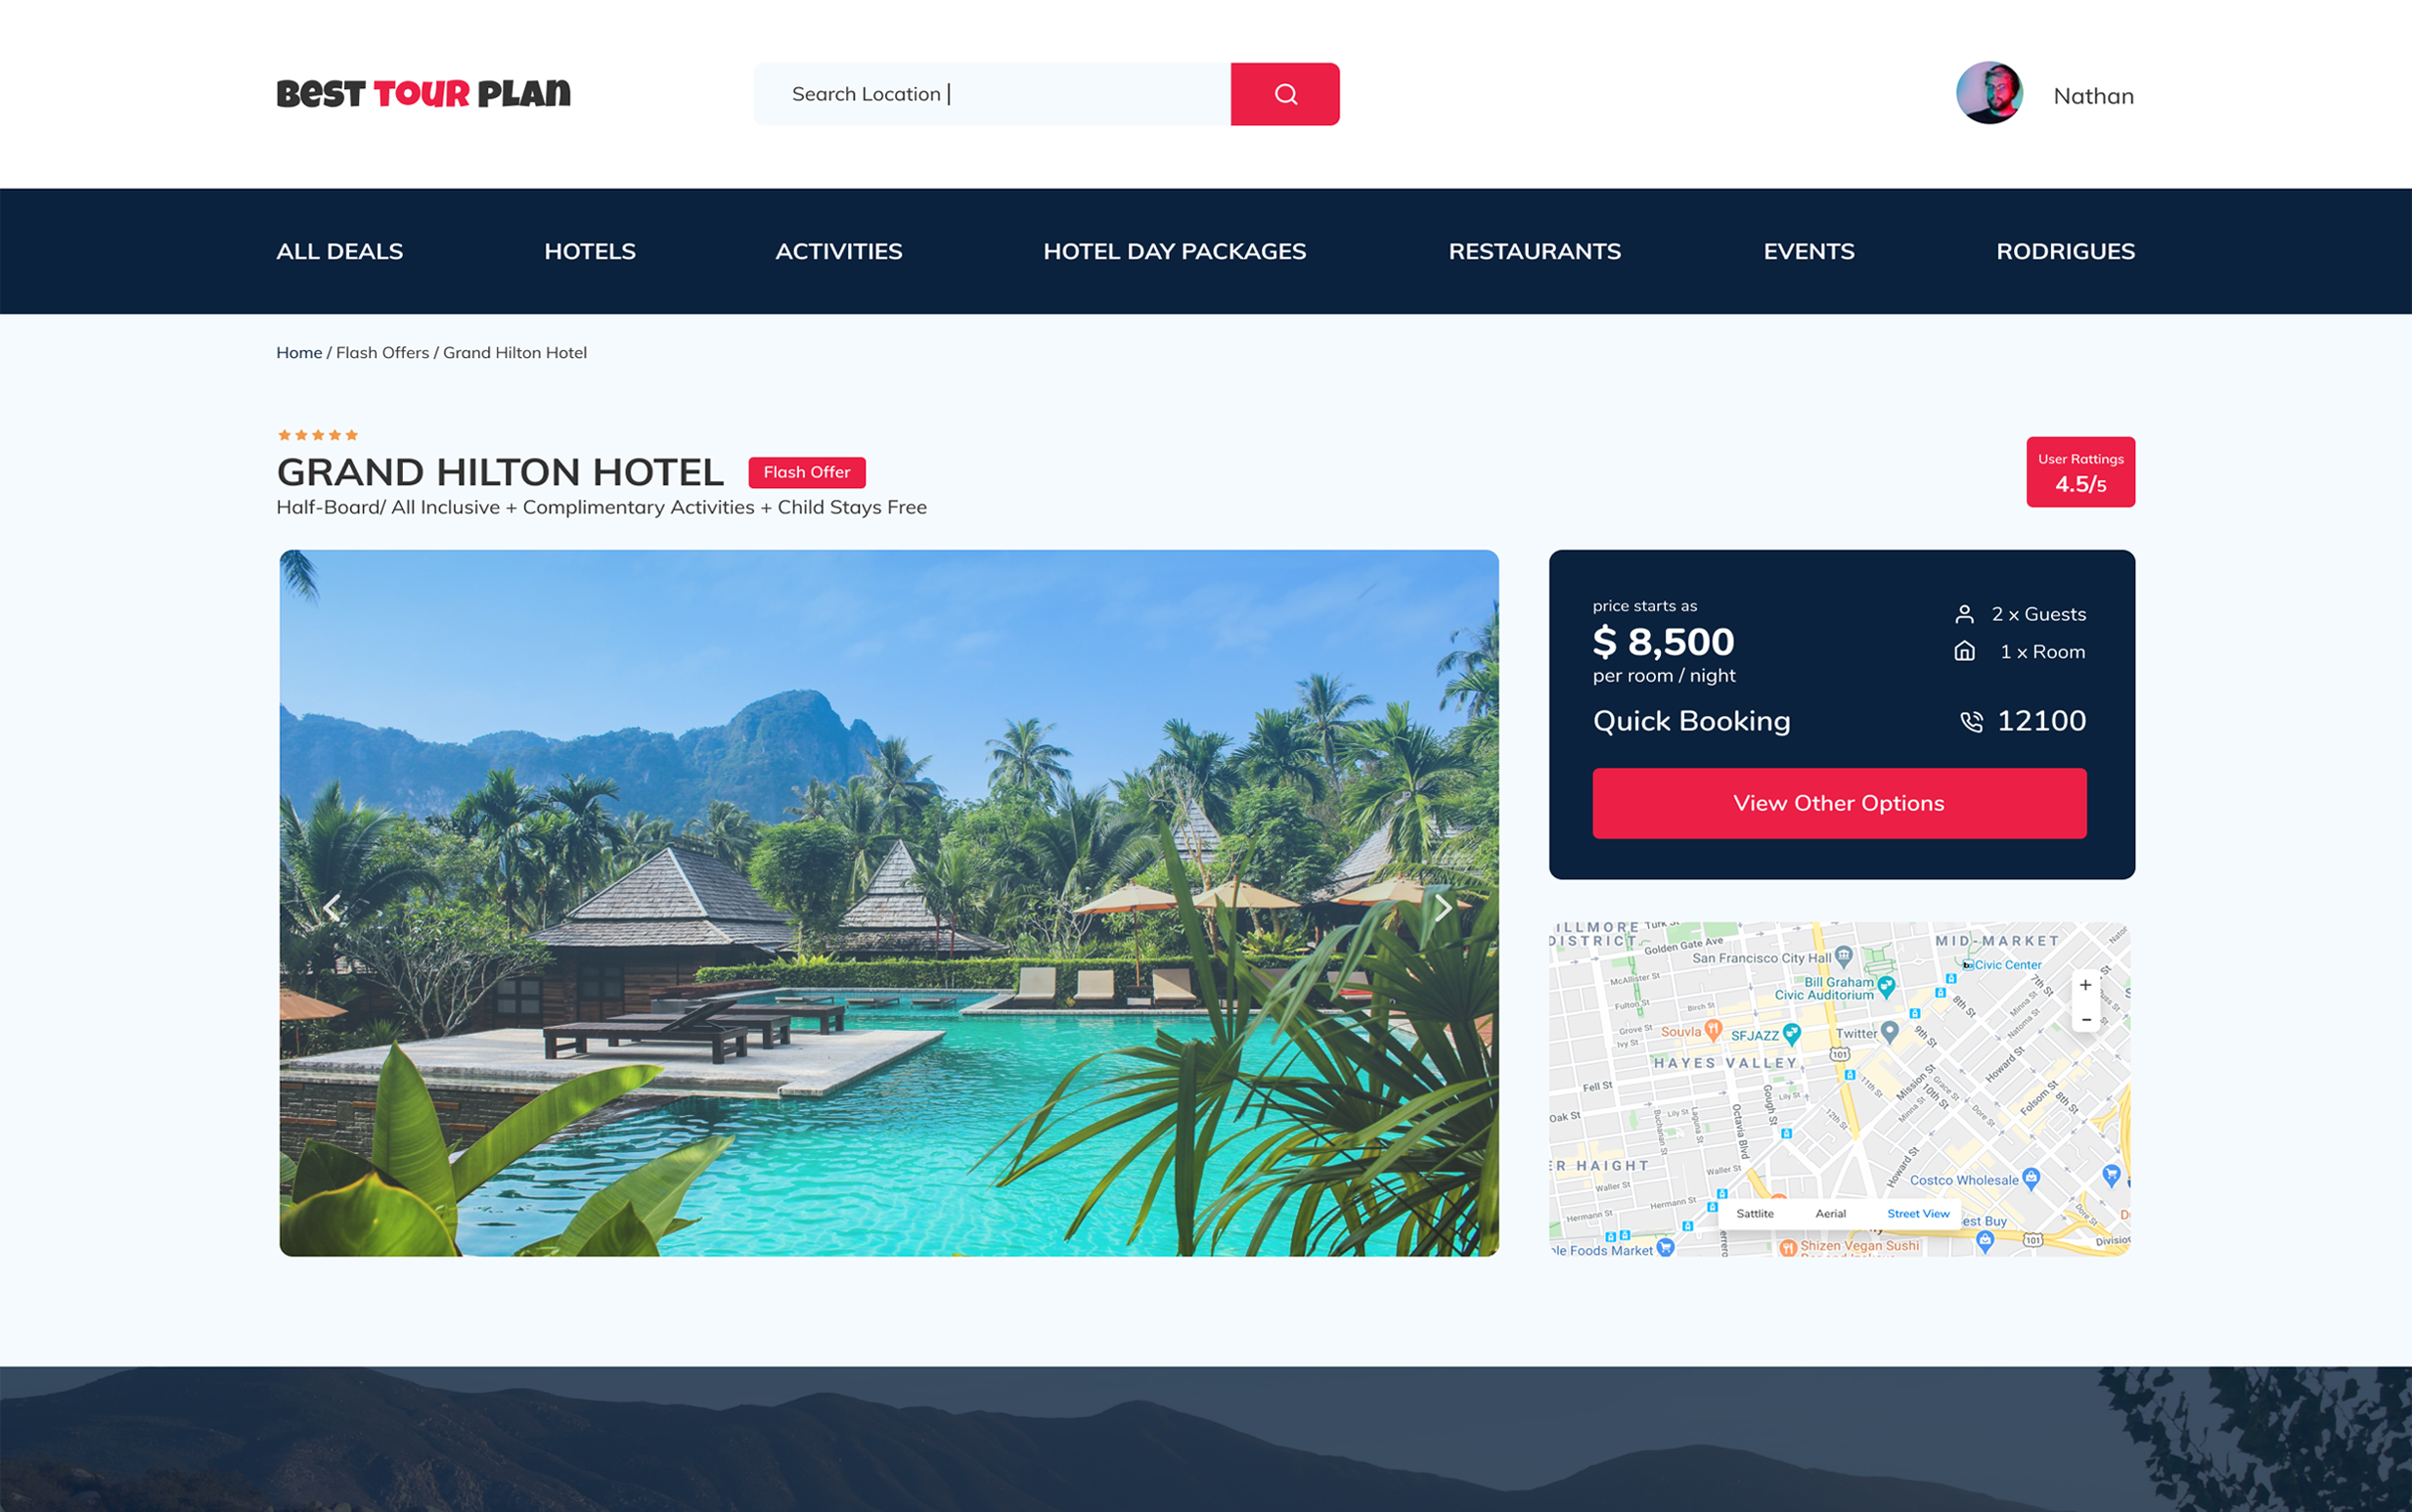 BEST TOUR PLAN
Search Location
Nathan
ALL DEALS HOTELS ACTIVITIES HOTEL DAY PACKAGES RESTAURANTS EVENTS RODRIGUES
Home / Flash Offers / Grand Hilton Hotel
GRAND HILTON HOTEL Flash Offer
Half-Board/ All Inclusive + Complimentary Activities + Child Stays Free
User Rattings
4.5/5
price starts as
$ 8,500
per room / night
2 x Guests
1 x Room
Quick Booking 12100
View Other Options
ILLMORE
DISTRICT
Golden Gate Ave
MID-MARKET
San Francisco City Hall
Civic Center
McAllister St
Bill Graham
Civic Auditorium
7th St
Fulton St
Birch St
8th St
Minna St
Natoma St
Grove St
Souvla
SFJAZZ
Twitter
9th St
Ivy St
HAYES VALLEY
101
Howard St
Fell St
Lily St
Gough St
11th St
Mission St
Grace St
10th St
Minna St
Dore St
Folsom St
8th St
Oak St
Buchanan St
Lily St
Laguna St
Octavia Blvd
12th St
ER HAIGHT
Waller St
Waller St
Howard St
Costco Wholesale
Hermann St
Hermann St
Sattlite Aerial Street View
est Buy
Dore St
101
Division
ole Foods Market
Shizen Vegan Sushi
+
-